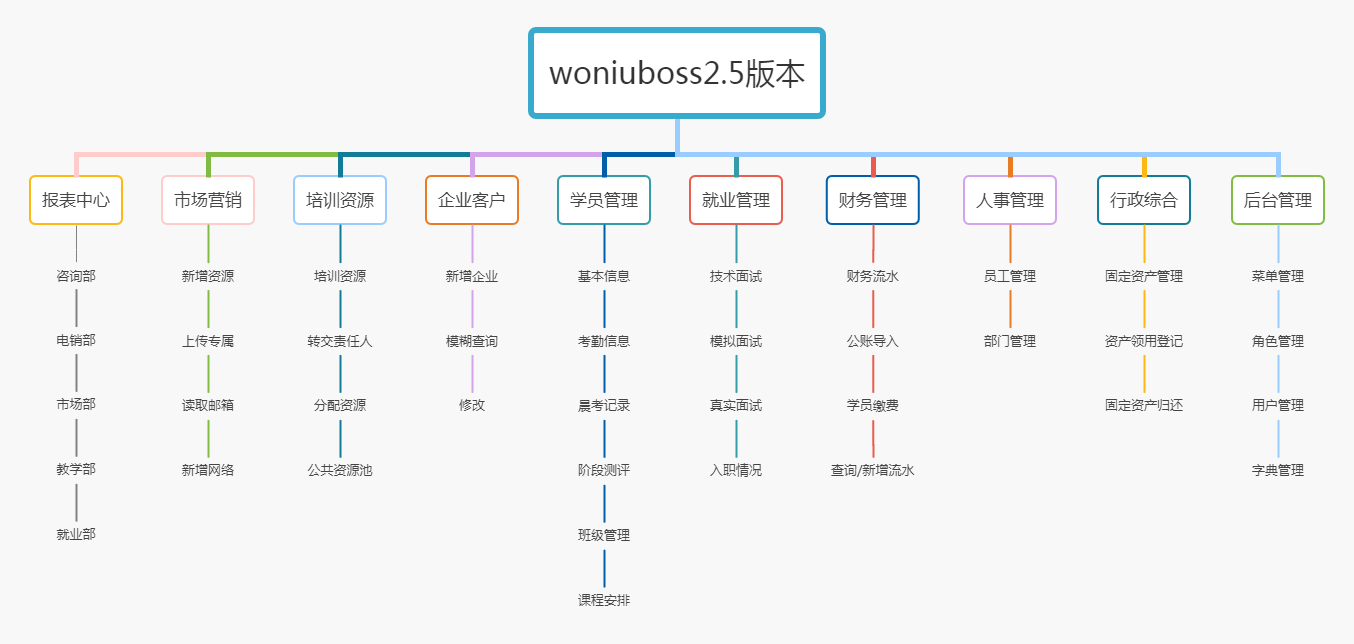 woniuboss2.5版本
报表中心
咨询部
电销部
市场部
教学部
就业部
市场营销
新增资源
上传专属
读取邮箱
新增网络
培训资源
培训资源
转交责任人
分配资源
公共资源池
企业客户
新增企业
模糊查询
修改
学员管理
基本信息
考勤信息
晨考记录
阶段测评
班级管理
课程安排
就业管理
技术面试
模拟面试
真实面试
入职情况
财务管理
财务流水
公账导入
学员缴费
查询/新增流水
人事管理
员工管理
部门管理
行政综合
固定资产管理
资产领用登记
固定资产归还
后台管理
菜单管理
角色管理
用户管理
字典管理